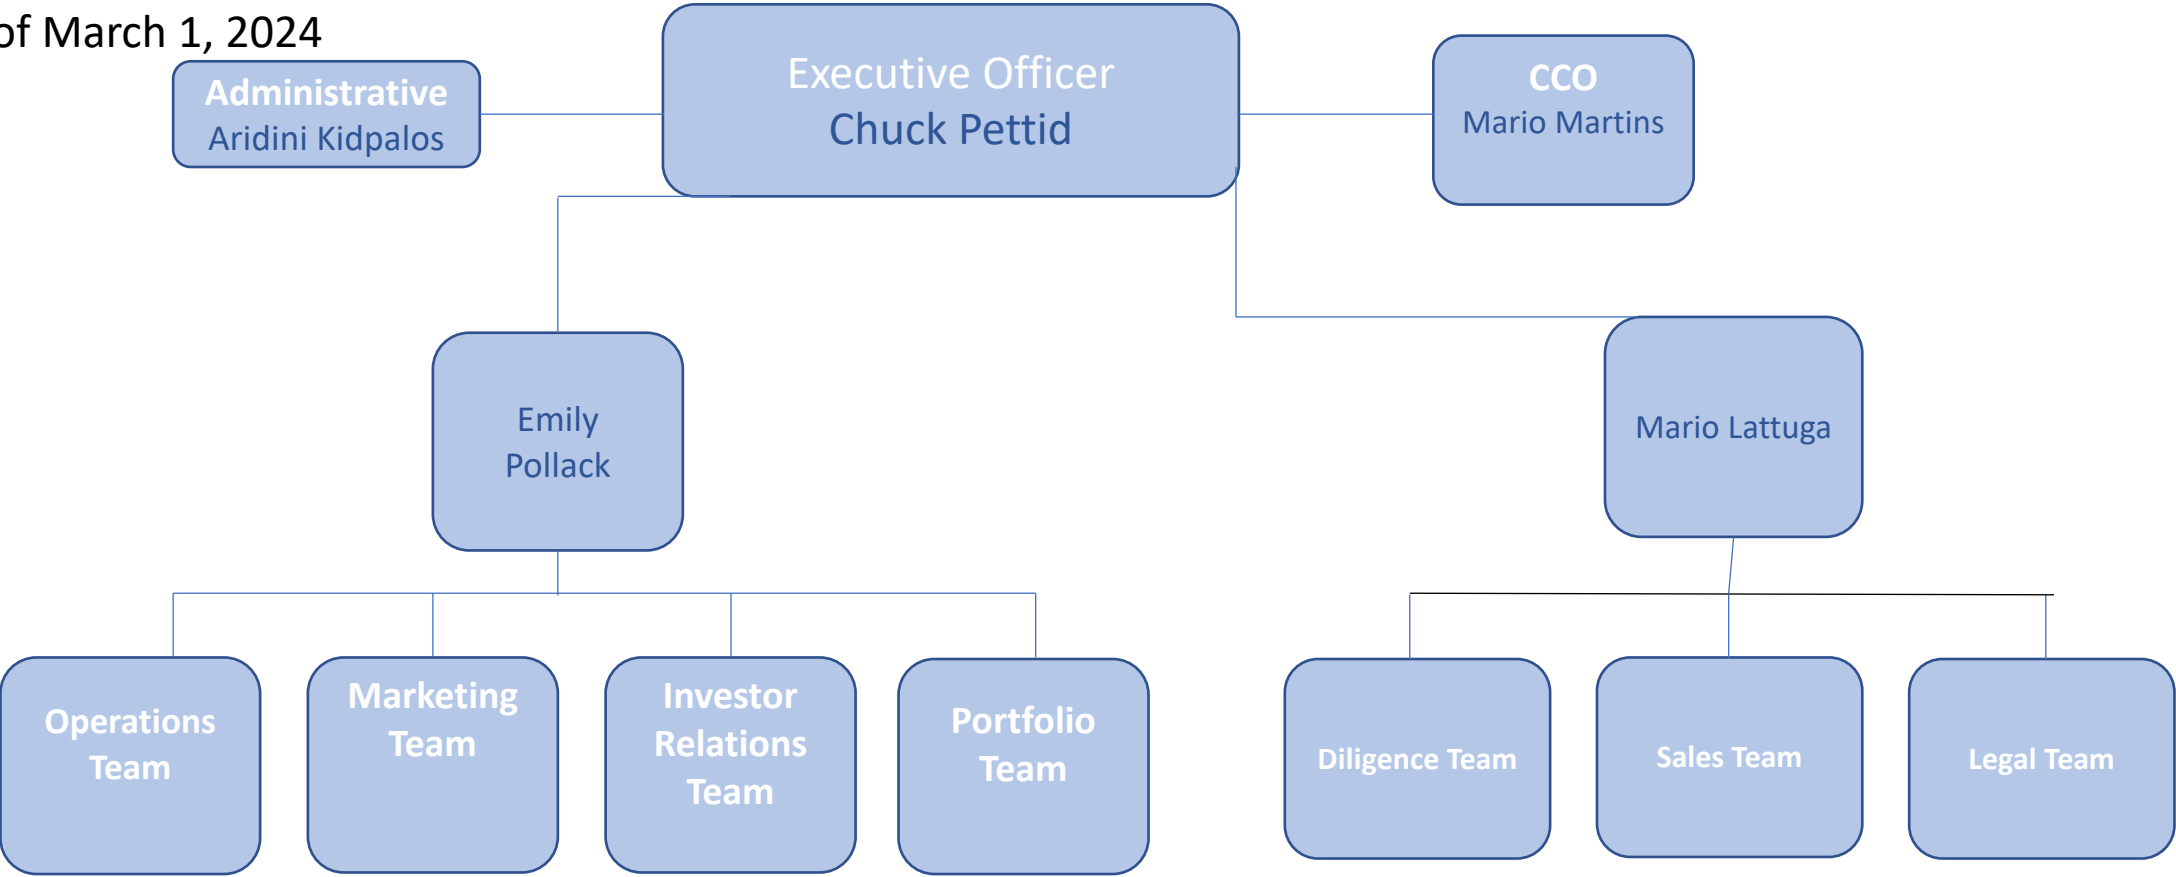 of March 1, 2024
Administrative
Aridini Kidpalos
Executive Officer
Chuck Pettid
CCO
Mario Martins
Emily
Pollack
Mario Lattuga
Operations
Team
Marketing
Team
Investor
Relations
Team
Portfolio
Team
Diligence Team
Sales Team
Legal Team